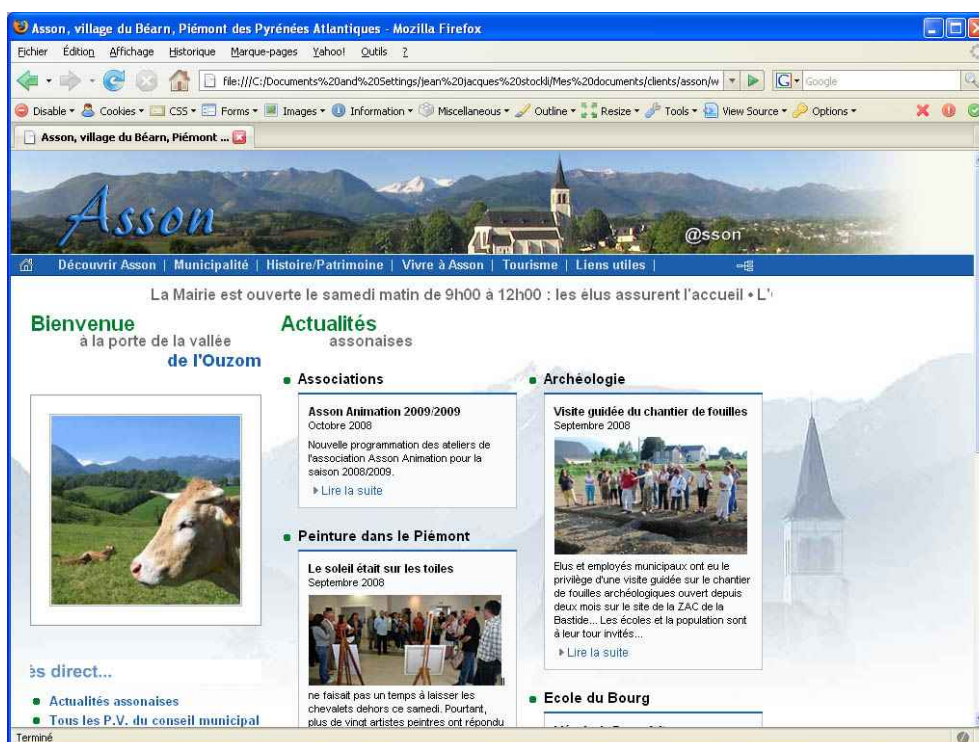 Asson, village du Béarn, Piémont des Pyrénées Atlantiques - Mozilla Firefox
Fichier Édition Affichage Historique Marque-pages Yahoo! Outils ?
file:///C:/Documents%20and%20Settings/jean%20jacques%20stockli/Mes%20documents/clients/asson/w
G Google
Disable Cookies CSS Forms Images Information Miscellaneous Outline Resize Tools View Source Options
Asson, village du Béarn, Piémont ...
Asson
@sson
Découvrir Asson | Municipalité | Histoire/Patrimoine | Vivre à Asson | Tourisme | Liens utiles |
La Mairie est ouverte le samedi matin de 9h00 à 12h00 : les élus assurent l'accueil • L'
Bienvenue
à la porte de la vallée
de l'Ouzom
Actualités
assonaises
Associations
Asson Animation 2009/2009
Octobre 2008
Nouvelle programmation des ateliers de
l'association Asson Animation pour la
saison 2008/2009.
Lire la suite
Peinture dans le Piémont
Le soleil était sur les toiles
Septembre 2008
ne faisait pas un temps à laisser les
chevalets dehors ce samedi. Pourtant,
plus de vingt artistes peintres ont répondu
Archéologie
Visite guidée du chantier de fouilles
Septembre 2008
Elus et employés municipaux ont eu le
privilège d'une visite guidée sur le chantier
de fouilles archéologiques ouvert depuis
deux mois sur le site de la ZAC de la
Bastide... Les écoles et la population sont
à leur tour invités...
Lire la suite
Ecole du Bourg
ès direct...
Actualités assonaises
Tous les P.V. du conseil municipal
Terminé